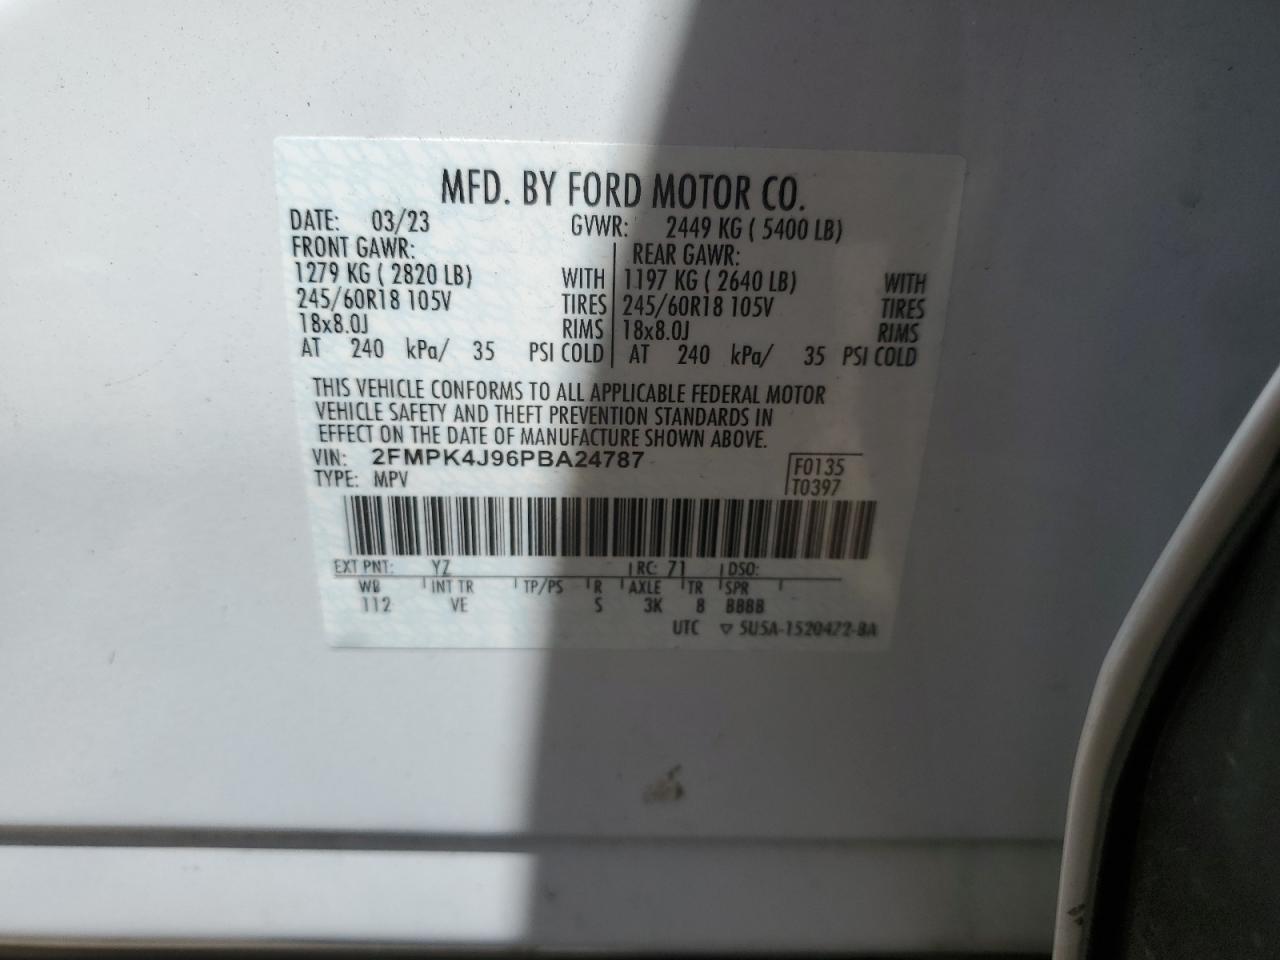 MFD. BY FORD MOTOR CO.
DATE: 03/23 GVWR: 2449 KG ( 5400 LB)
FRONT GAWR: REAR GAWR:
1279 KG ( 2820 LB) WITH 1197 KG ( 2640 LB) WITH
245/60R18 105V TIRES 245/60R18 105V TIRES
18x8.0J RIMS 18x8.0J RIMS
AT 240 kPa/ 35 PSI COLD AT 240 kPa/ 35 PSI COLD
THIS VEHICLE CONFORMS TO ALL APPLICABLE FEDERAL MOTOR
VEHICLE SAFETY AND THEFT PREVENTION STANDARDS IN
EFFECT ON THE DATE OF MANUFACTURE SHOWN ABOVE.
VIN: 2FMPK4J96PBA24787 F0135
TYPE: MPV T0397
EXT PNT: YZ RC: 71 DSO:
WB INT TR TP/PS R AXLE TR SPR
112 VE S 3K 8 BBBB
UTC ▽ 5U5A-1520472-BA